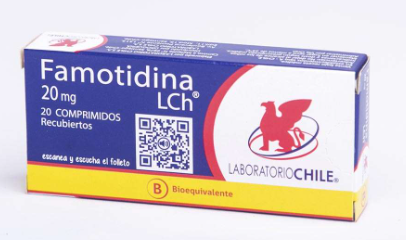 Famotidina
LCh®
20 mg
20 COMPRIMIDOS
Recubiertos
escanea y escucha el folleto
LABORATORIOCHILE®
B Bioequivalente